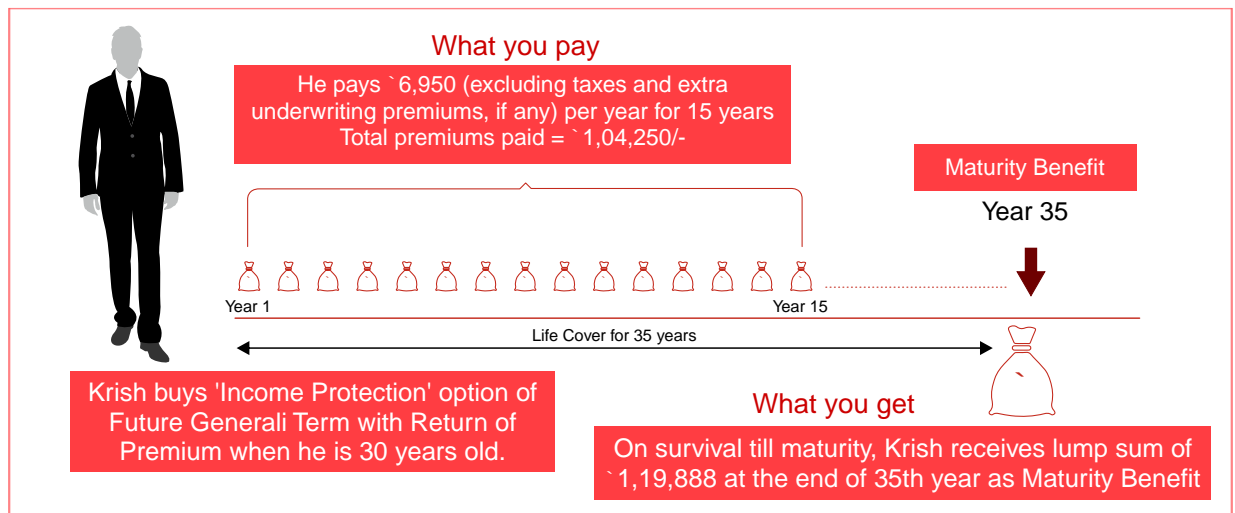 What you pay
He pays `6,950 (excluding taxes and extra
underwriting premiums, if any) per year for 15 years
Total premiums paid = `1,04,250/-
Maturity Benefit
Year 35
Year 1
Year 15
Life Cover for 35 years
`
Krish buys 'Income Protection' option of
Future Generali Term with Return of
Premium when he is 30 years old.
What you get
On survival till maturity, Krish receives lump sum of
`1,19,888 at the end of 35th year as Maturity Benefit